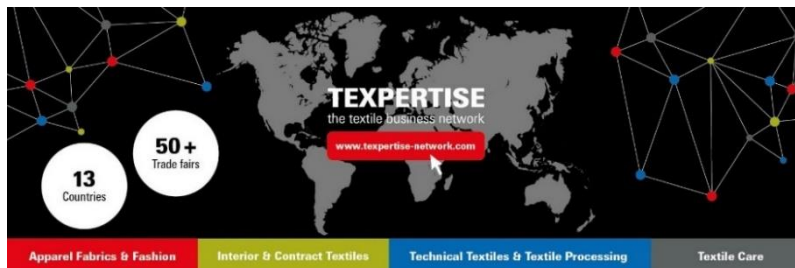 TEXPERTISE
the textile business network
www.texpertise-network.com
50 +
Trade fairs
13
Countries
Apparel Fabrics & Fashion
Interior & Contract Textiles
Technical Textiles & Textile Processing
Textile Care